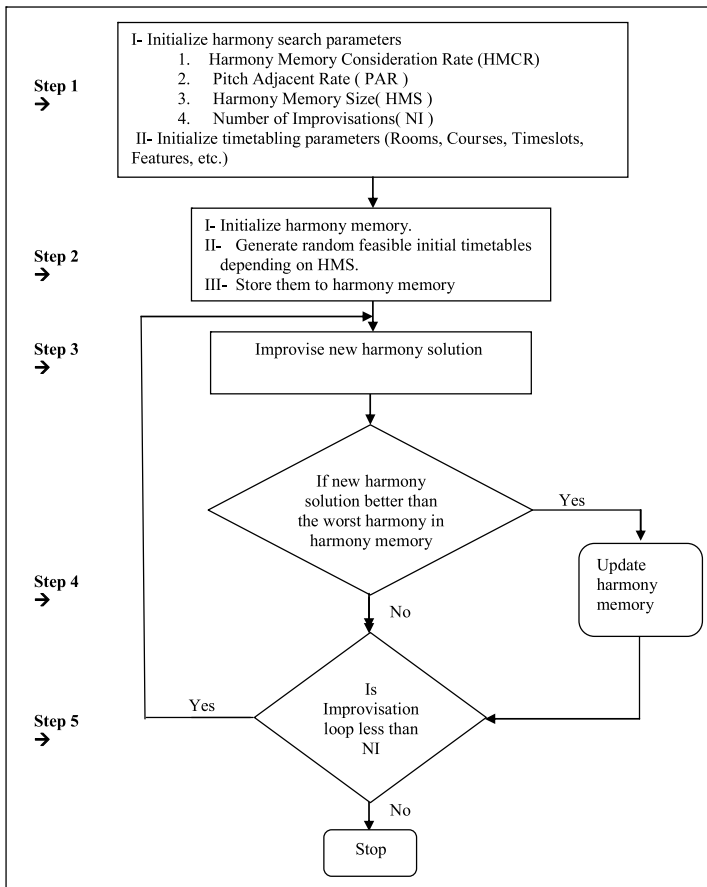 I- Initialize harmony search parameters
1. Harmony Memory Consideration Rate (HMCR)
2. Pitch Adjacent Rate ( PAR )
3. Harmony Memory Size( HMS )
4. Number of Improvisations( NI )
II- Initialize timetabling parameters (Rooms, Courses, Timeslots,
Features, etc.)
Step 1
→
I- Initialize harmony memory.
II- Generate random feasible initial timetables
depending on HMS.
III- Store them to harmony memory
Step 2
→
Step 3
→
Improvise new harmony solution
If new harmony
solution better than
the worst harmony in
harmony memory
Yes
Update
harmony
memory
Step 4
→
No
Is
Improvisation
loop less than
NI
Yes
Step 5
→
No
Stop